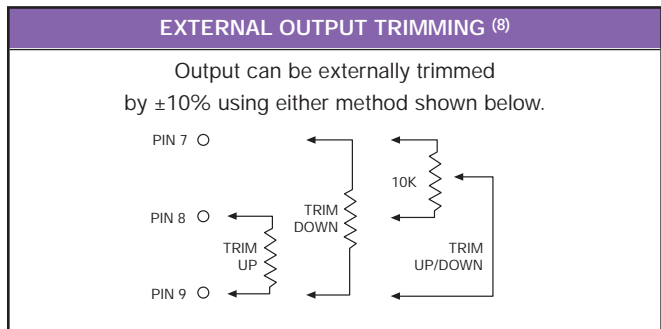 EXTERNAL OUTPUT TRIMMING (8)
Output can be externally trimmed
by ±10% using either method shown below.
PIN 7
10K
PIN 8
TRIM
DOWN
TRIM
UP
TRIM
UP/DOWN
PIN 9